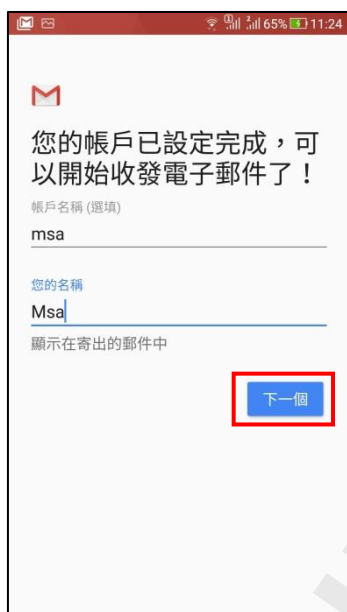 65% 11:24
您的帳戶已設定完成，可
以開始收發電子郵件了！
帳戶名稱 (選填)
msa
您的名稱
Msa
顯示在寄出的郵件中
下一個